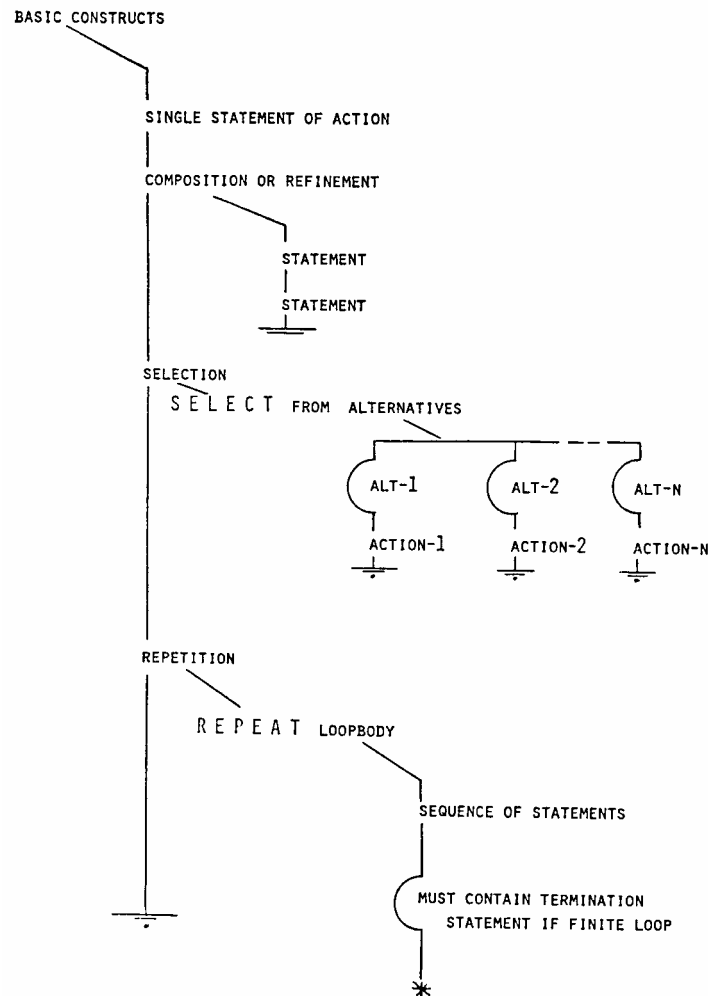 BASIC CONSTRUCTS
SINGLE STATEMENT OF ACTION
COMPOSITION OR REFINEMENT
STATEMENT
STATEMENT
SELECTION
SELECT FROM ALTERNATIVES
ALT-1 ALT-2 ALT-N
ACTION-1 ACTION-2 ACTION-N
REPETITION
REPEAT LOOPBODY
SEQUENCE OF STATEMENTS
MUST CONTAIN TERMINATION
STATEMENT IF FINITE LOOP